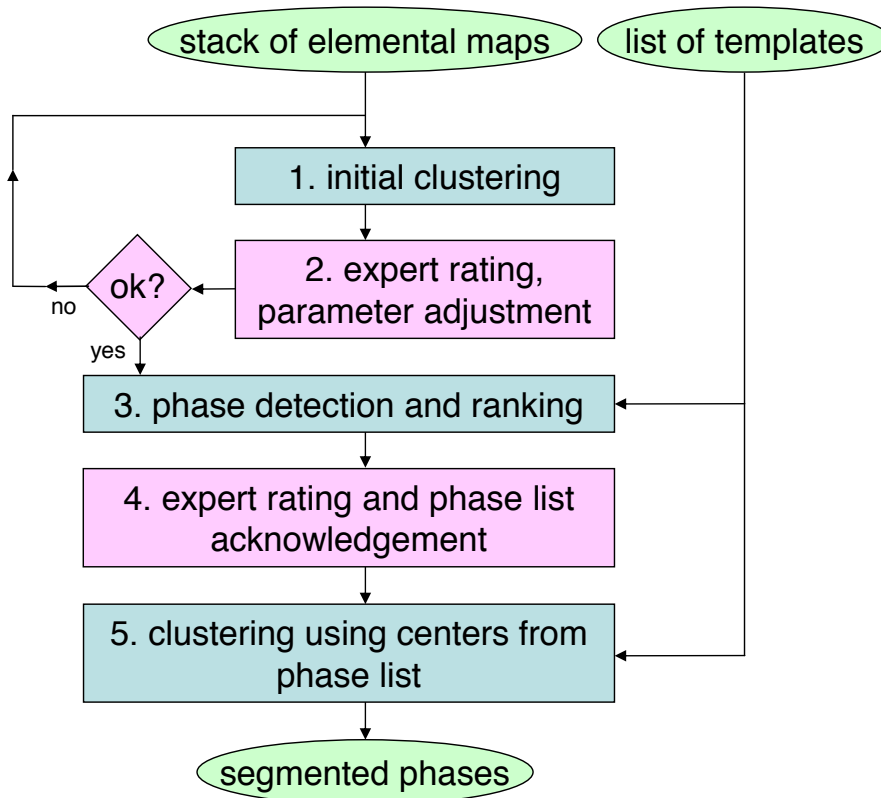 stack of elemental maps
list of templates
1. initial clustering
2. expert rating,
parameter adjustment
ok?
no
yes
3. phase detection and ranking
4. expert rating and phase list
acknowledgement
5. clustering using centers from
phase list
segmented phases